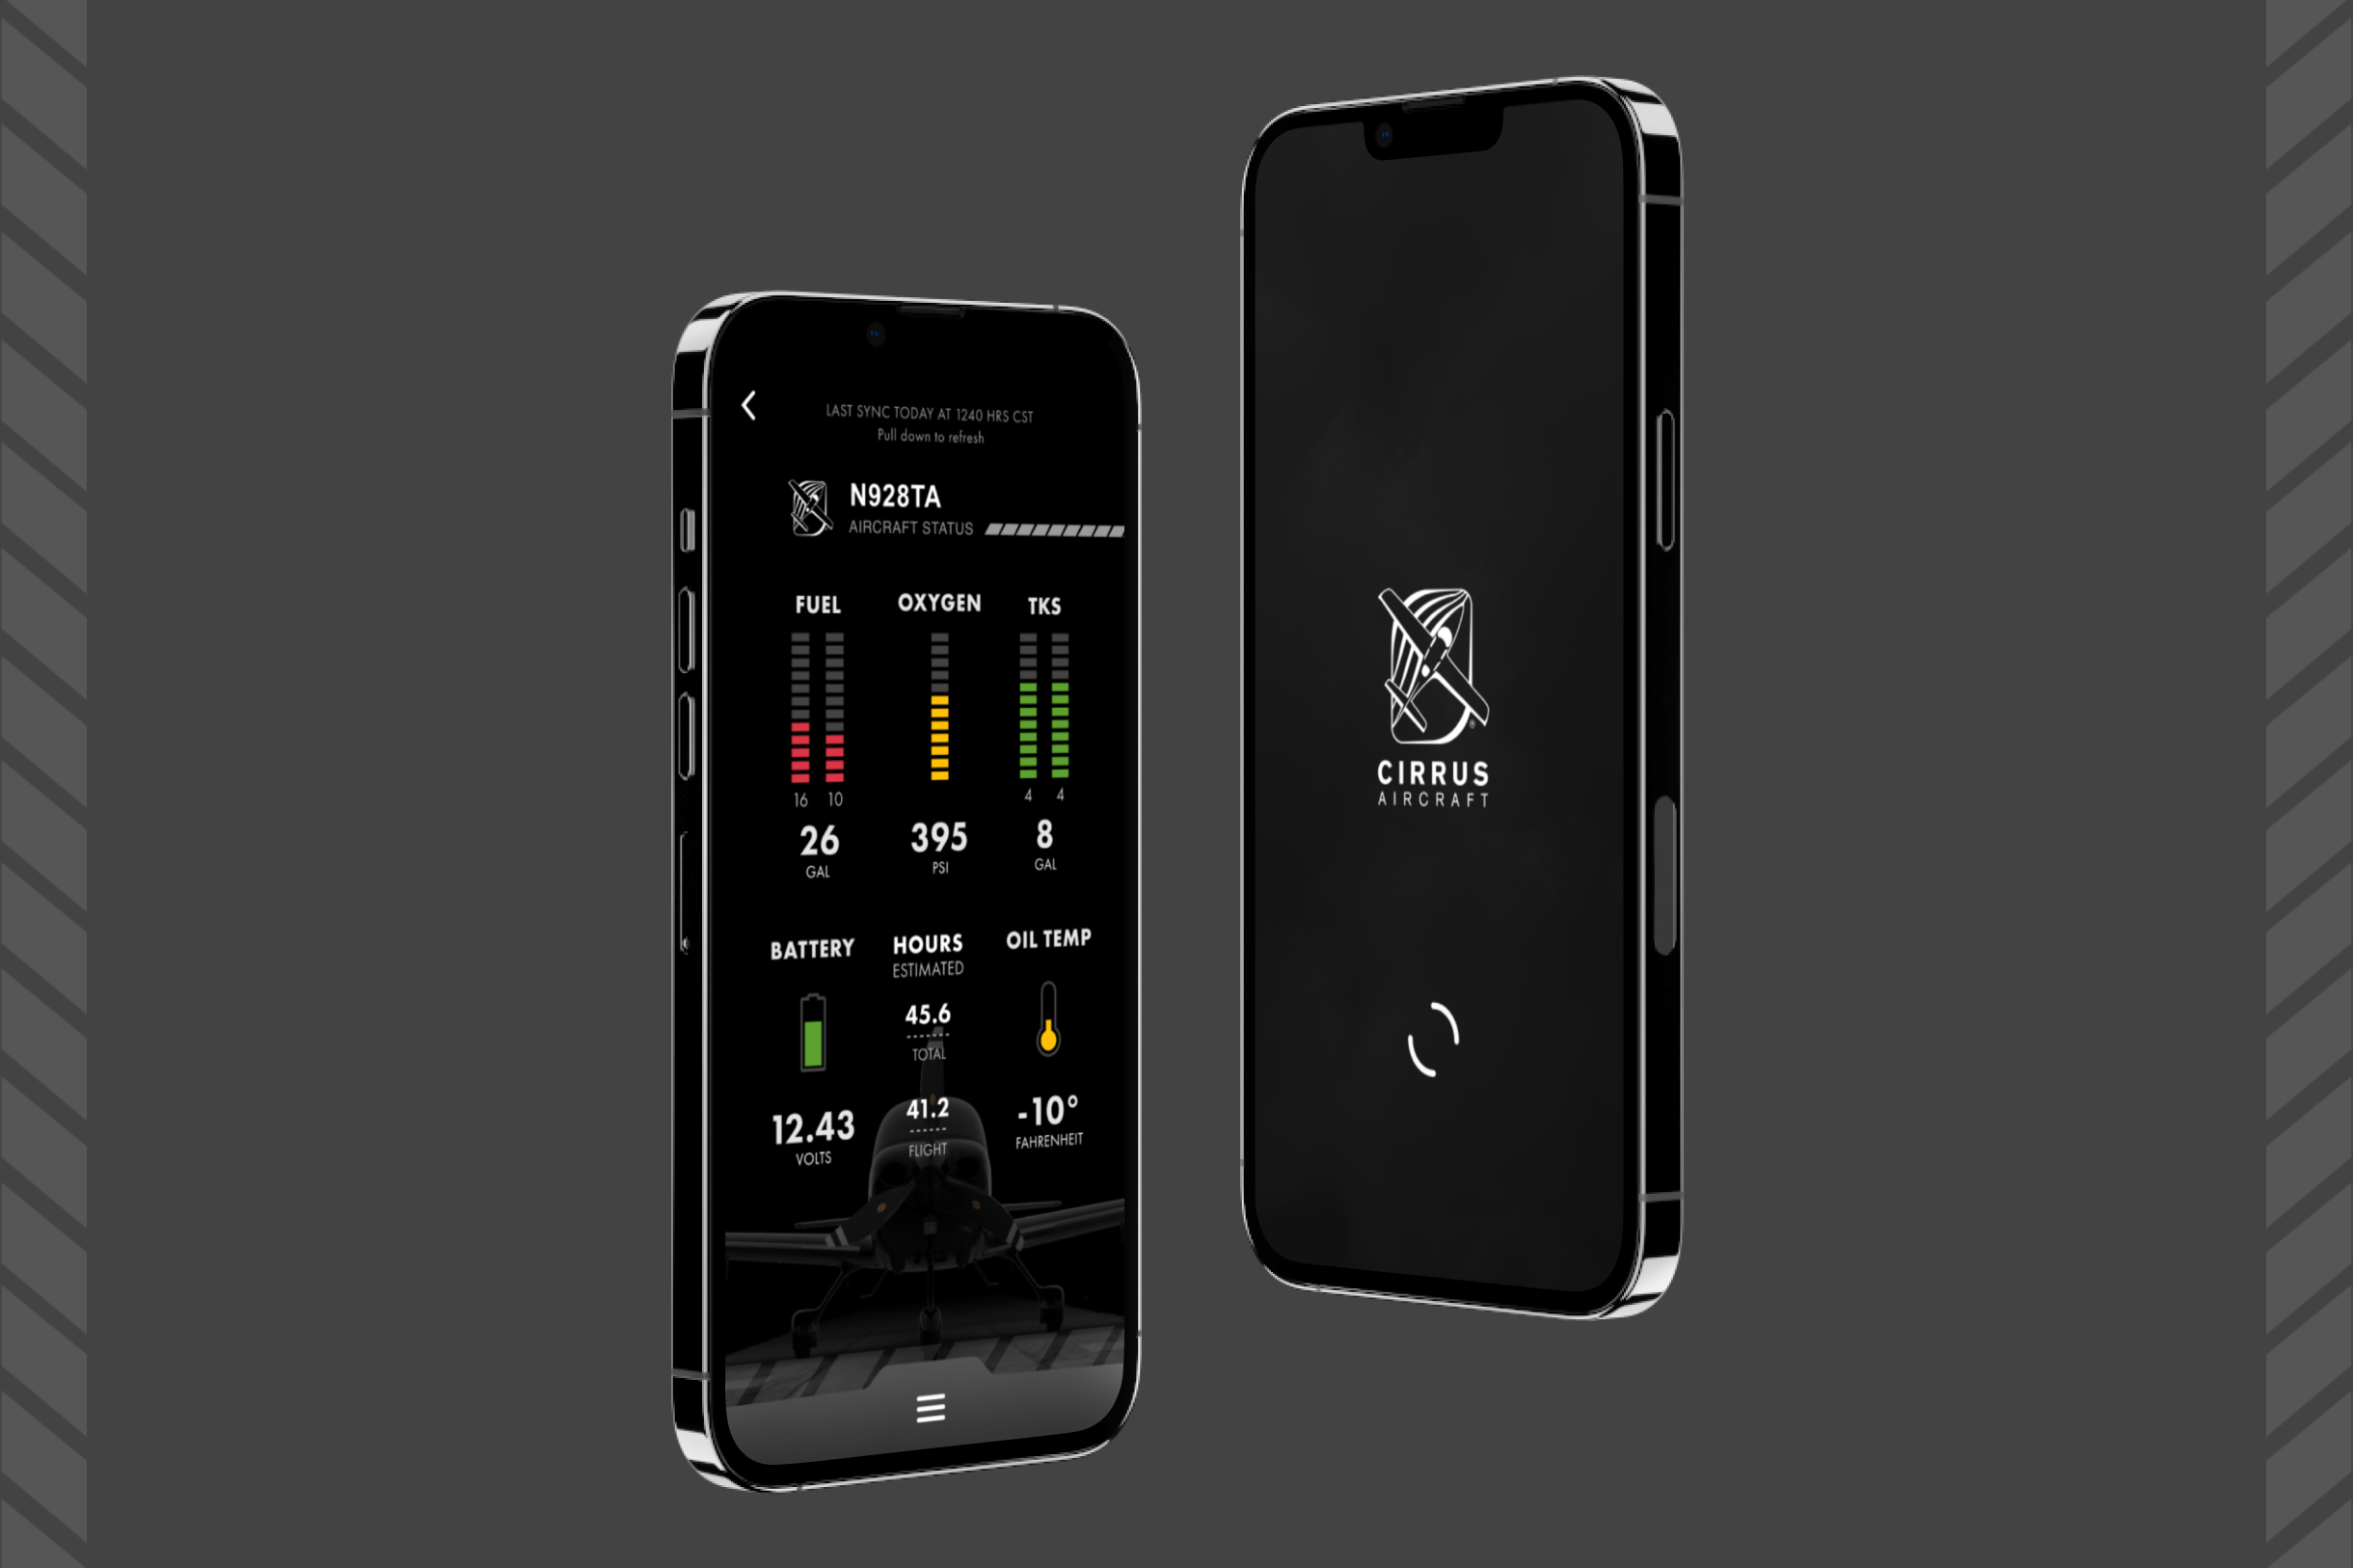 LAST SYNC TODAY AT 1240 HRS CST
Pull down to refresh
N928TA
AIRCRAFT STATUS
FUEL
OXYGEN
TKS
16 10
4 4
26
GAL
395
PSI
8
GAL
BATTERY
HOURS
ESTIMATED
OIL TEMP
45.6
TOTAL
12.43
VOLTS
41.2
FLIGHT
-10°
FAHRENHEIT
CIRRUS
AIRCRAFT